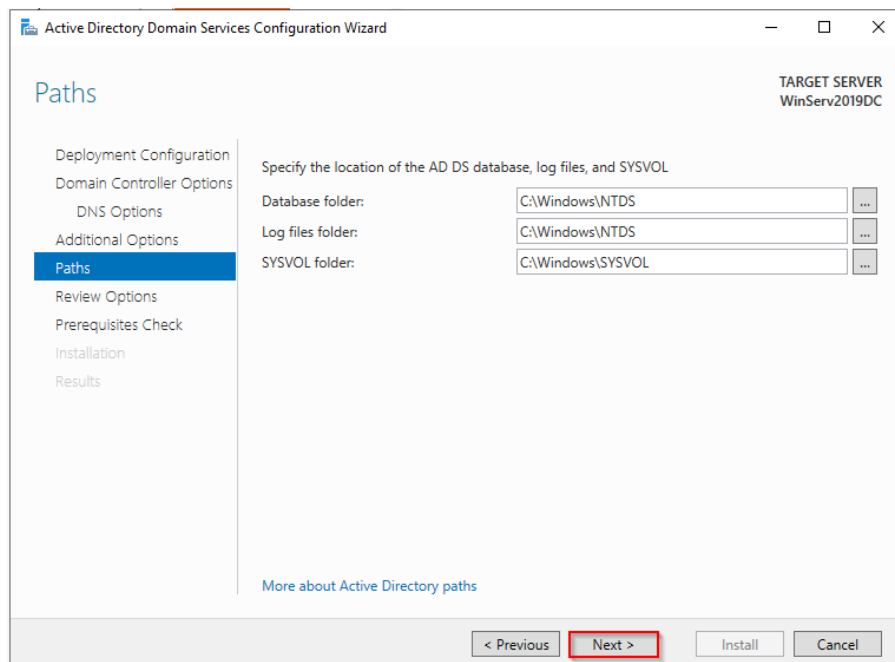 Active Directory Domain Services Configuration Wizard
Paths
TARGET SERVER
WinServ2019DC
Deployment Configuration
Domain Controller Options
DNS Options
Additional Options
Paths
Review Options
Prerequisites Check
Installation
Results
Specify the location of the AD DS database, log files, and SYSVOL
Database folder: C:\Windows\NTDS ...
Log files folder: C:\Windows\NTDS ...
SYSVOL folder: C:\Windows\SYSVOL ...
More about Active Directory paths
< Previous Next > Install Cancel